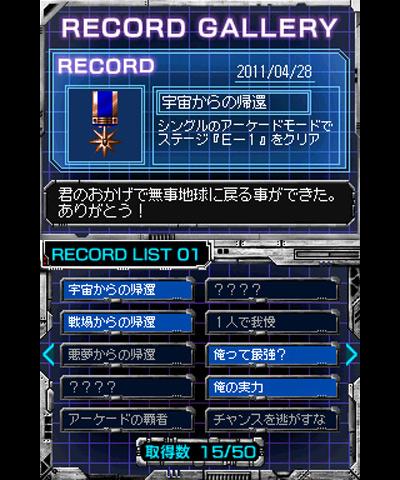 RECORD GALLERY
RECORD
2011/04/28
宇宙からの帰還
シングルのアーケードモードで
ステージ『E－1』をクリア
君のおかげで無事地球に戻る事ができた。
ありがとう！
RECORD LIST 01
宇宙からの帰還
？？？？
戦場からの帰還
1人で我慢
悪夢からの帰還
俺って最強？
？？？？
俺の実力
アーケードの覇者
チャンスを逃がすな
取得数 15/50